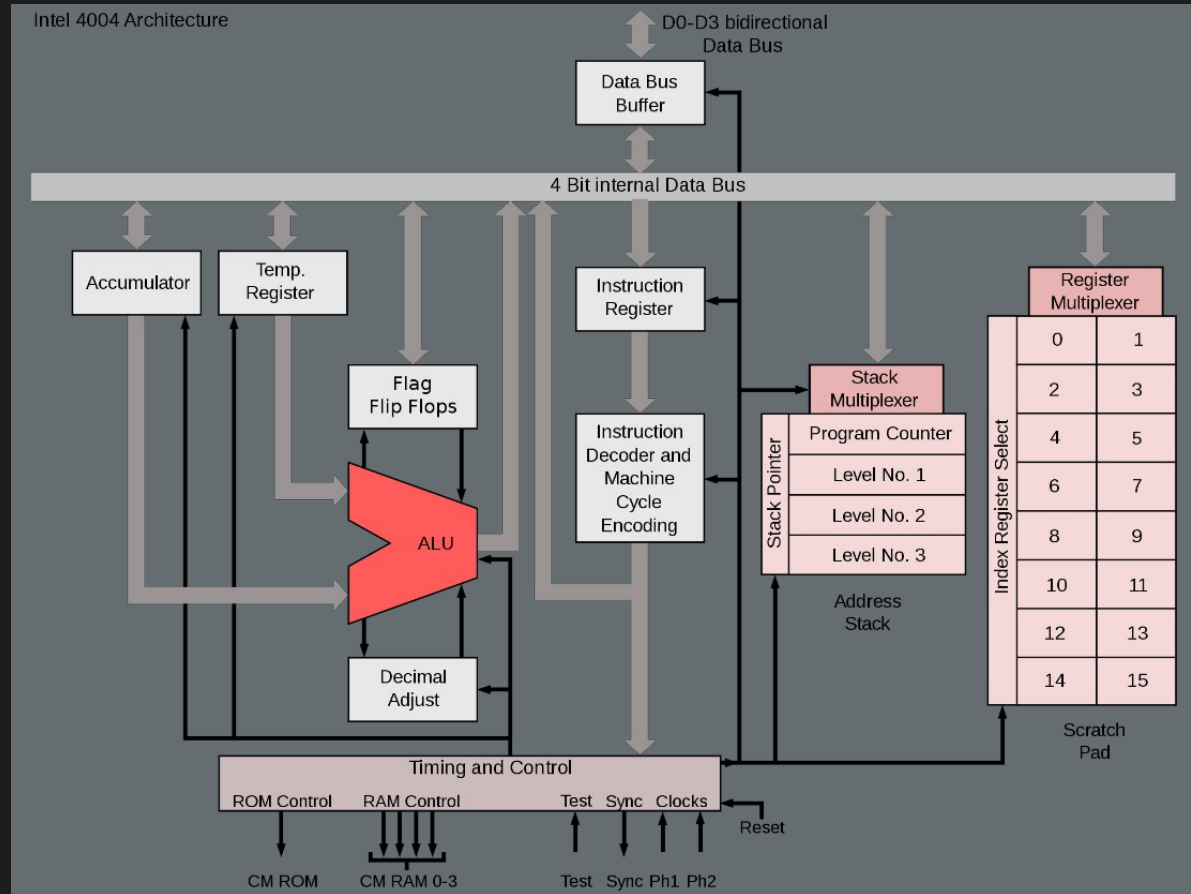 Intel 4004 Architecture
D0-D3 bidirectional
Data Bus
Data Bus
Buffer
4 Bit internal Data Bus
Accumulator
Temp.
Register
Instruction
Register
Register
Multiplexer
Index Register Select
0 1
2 3
4 5
6 7
8 9
10 11
12 13
14 15
Scratch
Pad
Flag
Flip Flops
Stack
Multiplexer
Stack Pointer
Program Counter
Level No. 1
Level No. 2
Level No. 3
Address
Stack
Instruction
Decoder and
Machine
Cycle
Encoding
ALU
Decimal
Adjust
Timing and Control
ROM Control RAM Control Test Sync Clocks
Reset
CM ROM CM RAM 0-3 Test Sync Ph1 Ph2